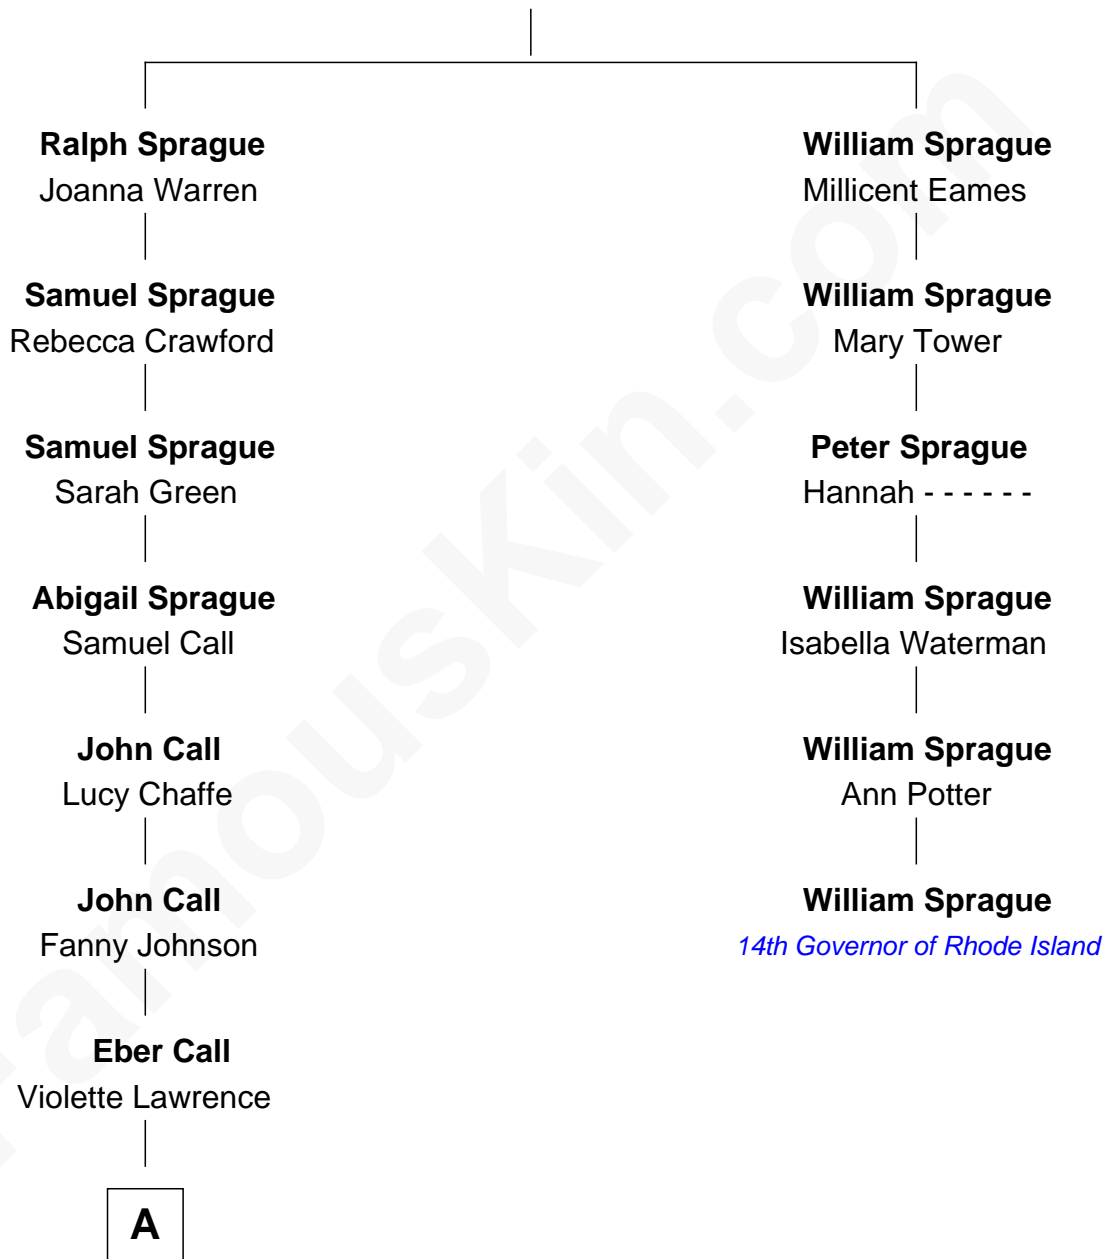 Ralph Sprague
Joanna Warren
Samuel Sprague
Rebecca Crawford
Samuel Sprague
Sarah Green
Abigail Sprague
Samuel Call
John Call
Lucy Chaffe
John Call
Fanny Johnson
Eber Call
Violette Lawrence
A
William Sprague
Millicent Eames
William Sprague
Mary Tower
Peter Sprague
Hannah - - - - - -
William Sprague
Isabella Waterman
William Sprague
Ann Potter
William Sprague
14th Governor of Rhode Island
FamousKin.com